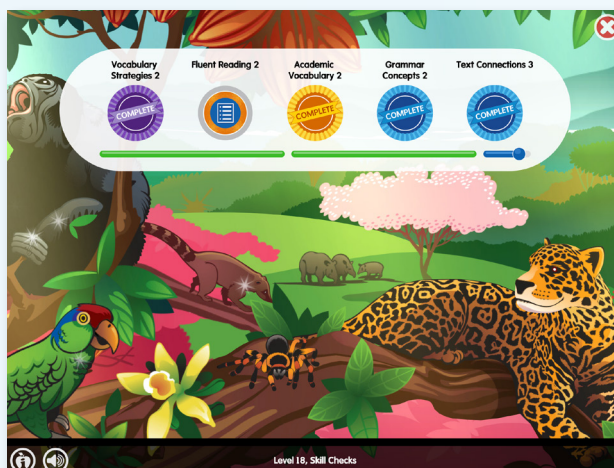 Vocabulary
Strategies 2
Fluent Reading 2
Academic
Vocabulary 2
Grammar
Concepts 2
Text Connections 3
COMPLETE
COMPLETE
COMPLETE
COMPLETE
Level 18, Skill Checks